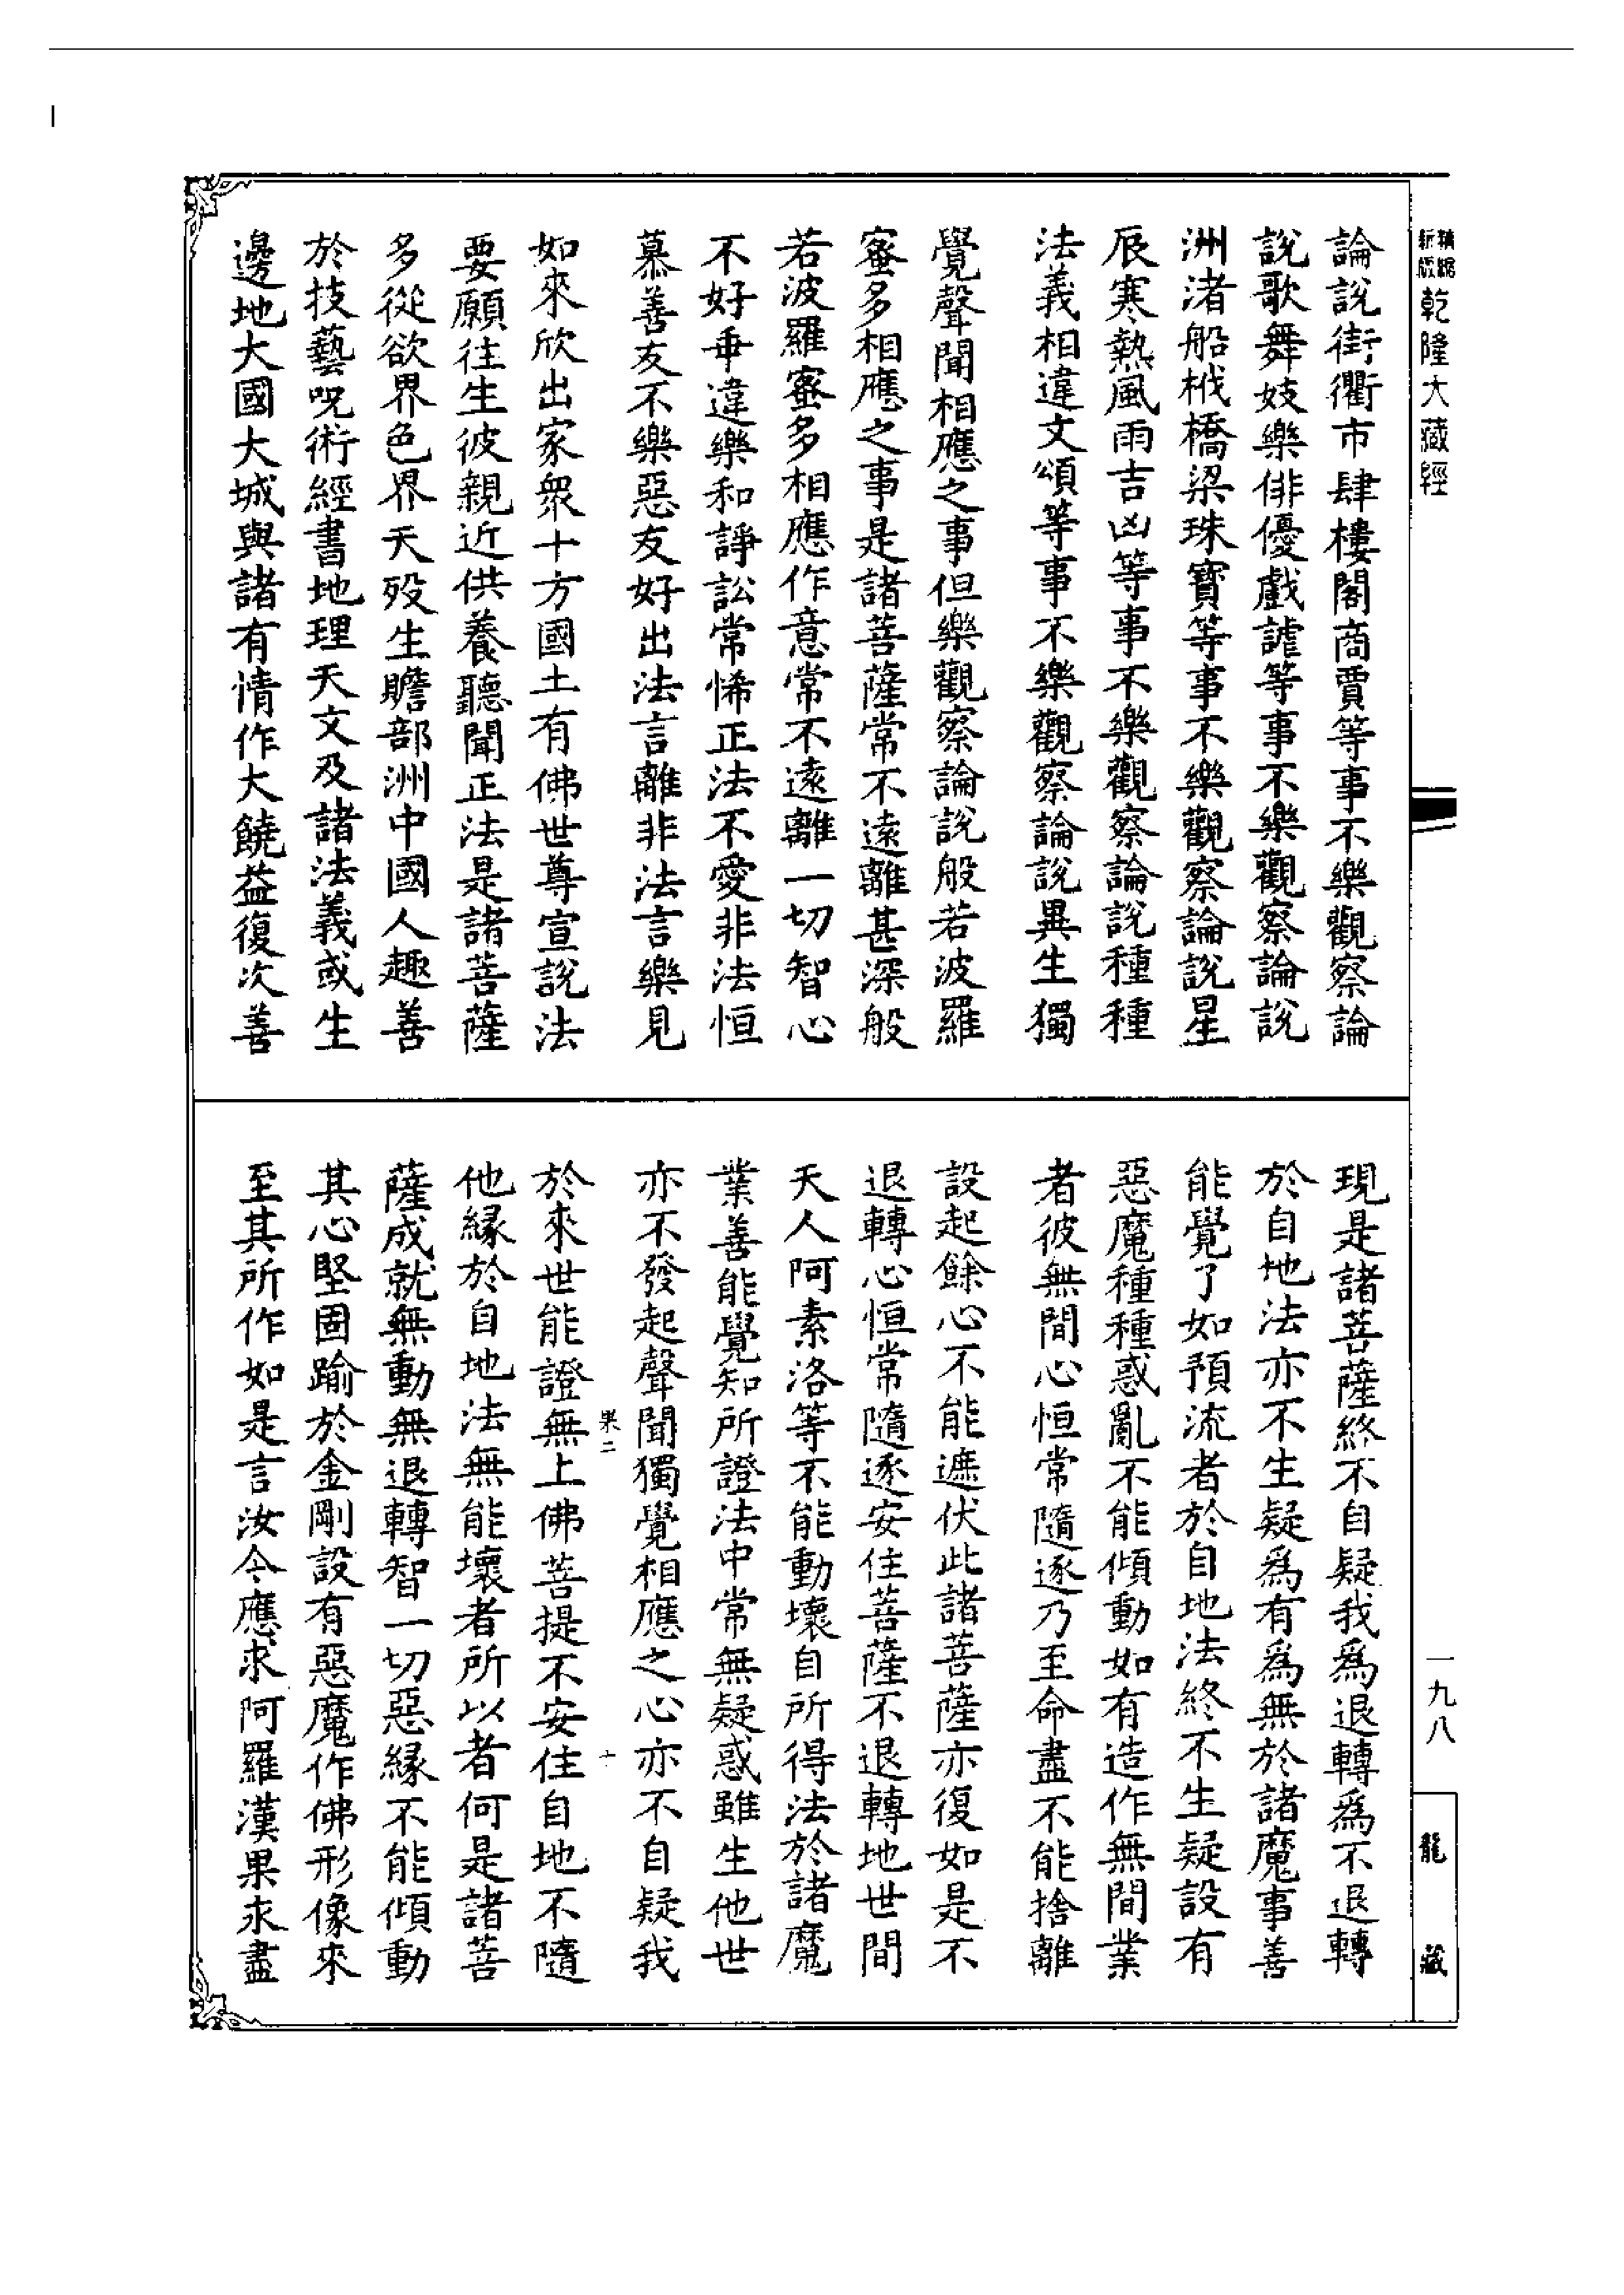 精縮新版乾隆大藏經
論說街衢市肆樓閣商賈等事不樂觀察論
說歌舞妓樂俳優戲謔等事不樂觀察論說
洲渚船栰橋梁珠寶等事不樂觀察論說星
辰寒熱風雨吉凶等事不樂觀察論說種種
法義相違文頌等事不樂觀察論說異生獨
覺聲聞相應之事但樂觀察論說般若波羅
蜜多相應之事是諸菩薩常不遠離甚深般
若波羅蜜多相應作意常不遠離一切智心
不好乖違樂和諍訟常悕正法不愛非法恒
慕善友不樂惡友好出法言離非法言樂見
如來欣出家眾十方國土有佛世尊宣說法
要願往生彼親近供養聽聞正法是諸菩薩
多從欲界色界天歿生贍部洲中國人趣善
於技藝呪術經書地理天文及諸法義或生
邊地大國大城與諸有情作大饒益復次善
現是諸菩薩終不自疑我為退轉為不退轉
於自地法亦不生疑為有為無於諸魔事善
能覺了如預流者於自地法終不生疑設有
惡魔種種惑亂不能傾動如有造作無間業
者彼無間心恒常隨逐乃至命盡不能捨離
設起餘心不能遮伏此諸菩薩亦復如是不
退轉心恒常隨逐安住菩薩不退轉地世間
天人阿素洛等不能動壞自所得法於諸魔
業善能覺知所證法中常無疑惑雖生他世
亦不發起聲聞獨覺相應之心亦不自疑我
果二
十
於來世能證無上佛菩提不安住自地不隨
他緣於自地法無能壞者所以者何是諸菩
薩成就無動無退轉智一切惡緣不能傾動
其心堅固踰於金剛設有惡魔作佛形像來
至其所作如是言汝今應求阿羅漢果求盡
一九八
龍藏